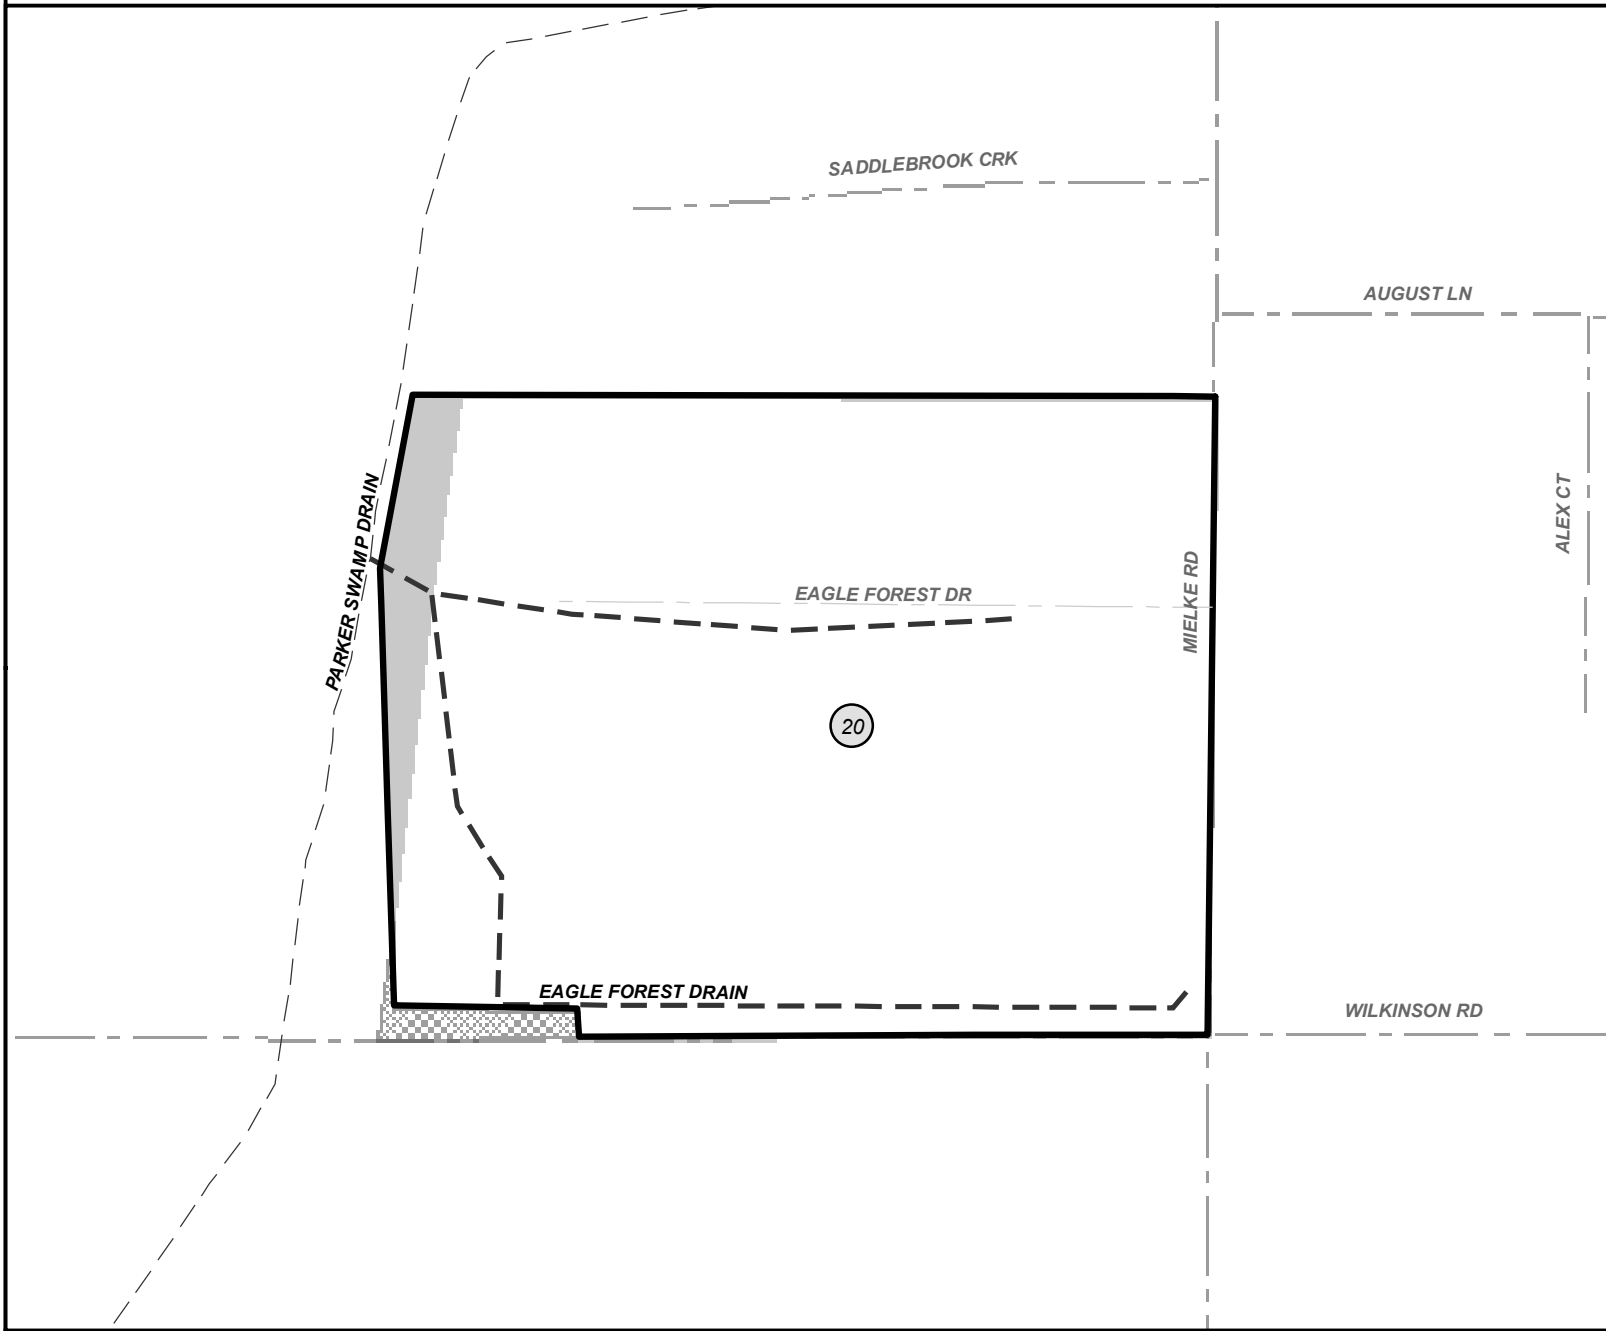 SADDLEBROOK CRK
AUGUST LN
PARKER SWAMP DRAIN
ALEX CT
EAGLE FOREST DR
MIELKE RD
20
EAGLE FOREST DRAIN
WILKINSON RD